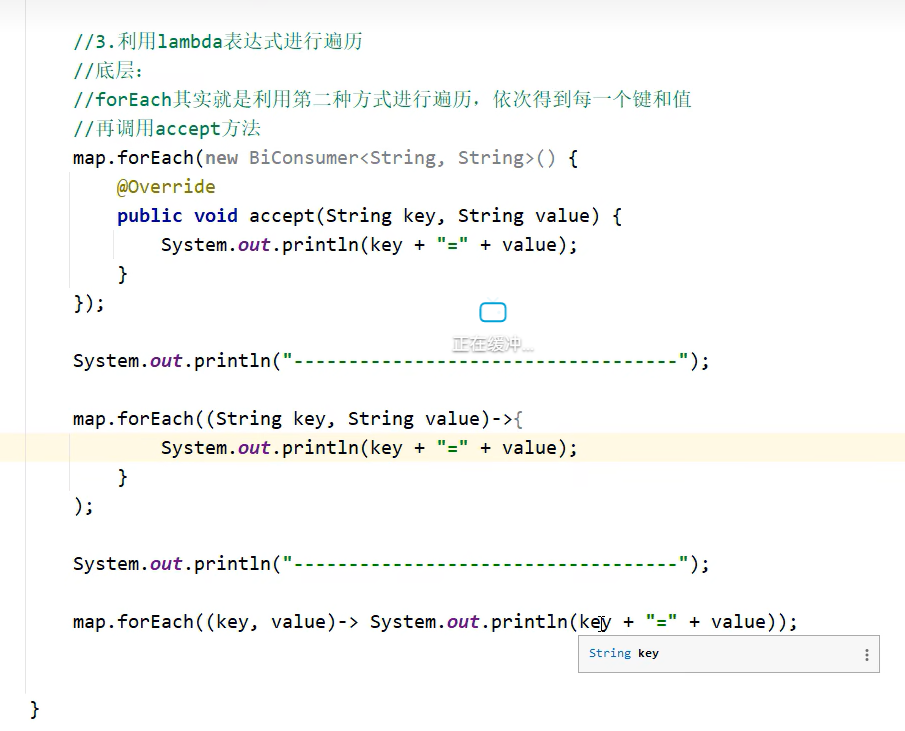 //3.利用lambda表达式进行遍历
//底层：
//forEach其实就是利用第二种方式进行遍历，依次得到每一个键和值
//再调用accept方法
map.forEach(new BiConsumer<String, String>() {
@Override
public void accept(String key, String value) {
System.out.println(key + "=" + value);
}
});
正在缓冲...
System.out.println("-----------------------------------");
map.forEach((String key, String value)->{
System.out.println(key + "=" + value);
}
);
System.out.println("-----------------------------------");
map.forEach((key, value)-> System.out.println(key + "=" + value));
String key
}